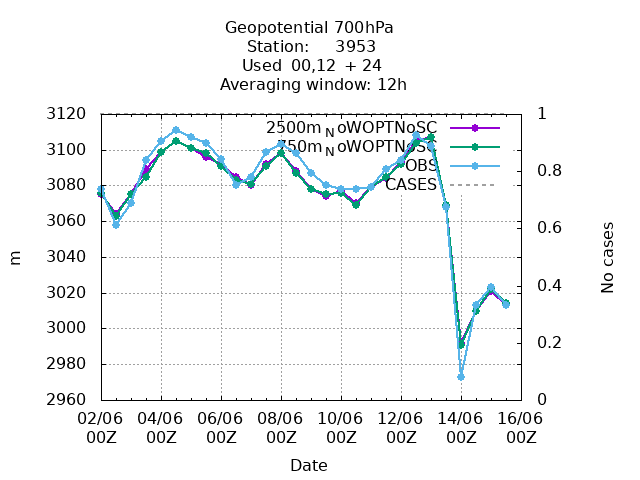 Geopotential 700hPa
Station: 3953
Used 00,12 + 24
Averaging window: 12h
3120
3100
3080
3060
3040
3020
3000
2980
2960
m
1
0.8
0.6
0.4
0.2
0
No cases
2500m_NoWOPTNoSC
750m_NoWOPTNoSC
OBS
CASES
02/06 04/06 06/06 08/06 10/06 12/06 14/06 16/06
00Z 00Z 00Z 00Z 00Z 00Z 00Z 00Z
Date